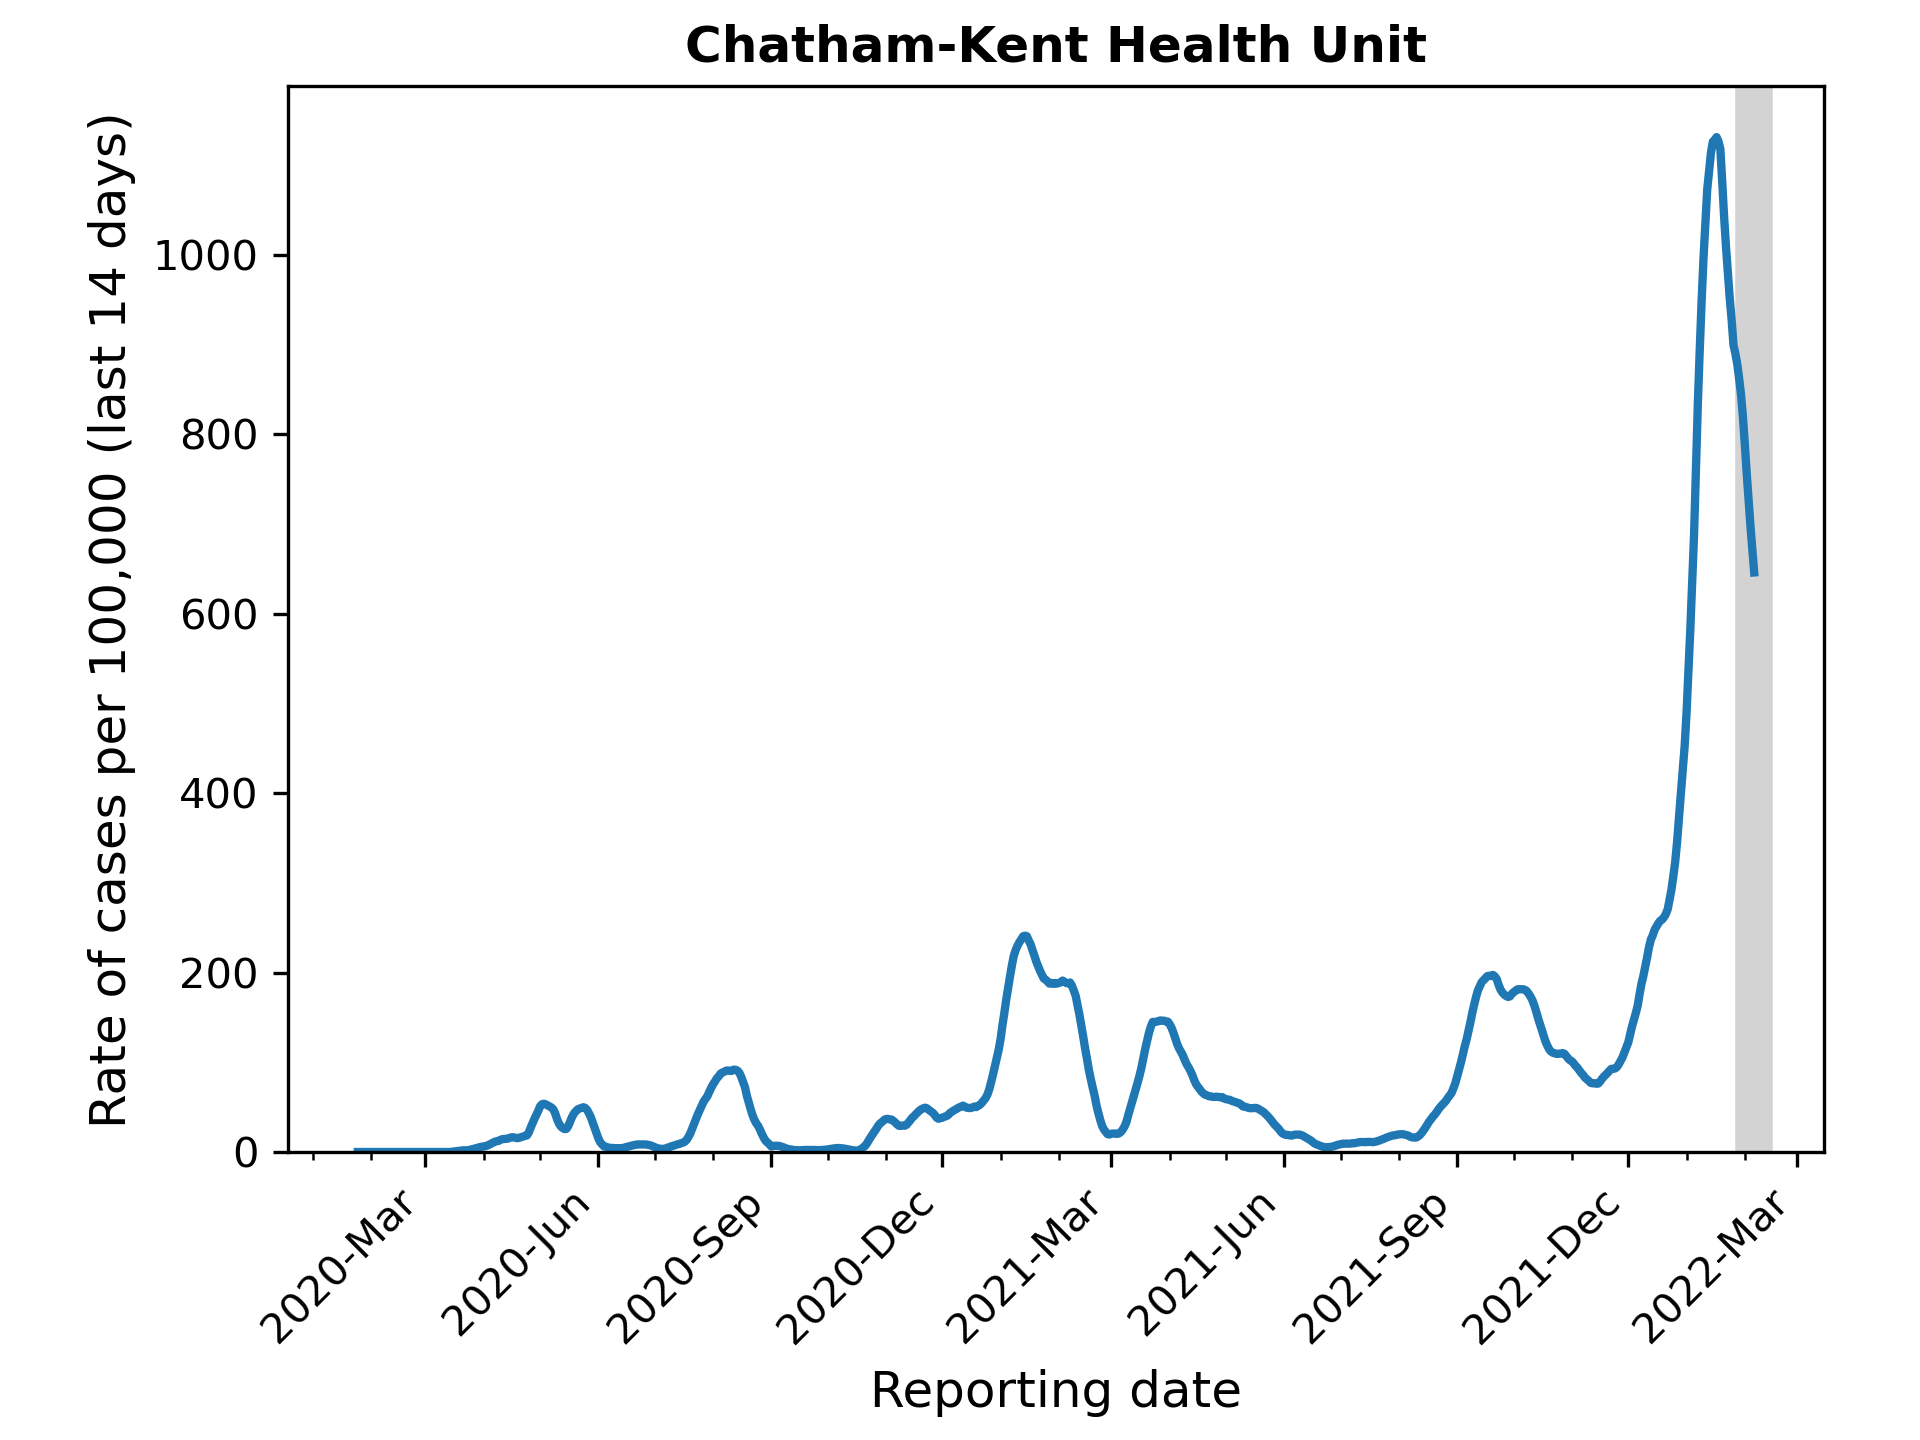 Chatham-Kent Health Unit
Rate of cases per 100,000 (last 14 days)
1000
800
600
400
200
0
2020-Mar
2020-Jun
2020-Sep
2020-Dec
2021-Mar
2021-Jun
2021-Sep
2021-Dec
2022-Mar
Reporting date